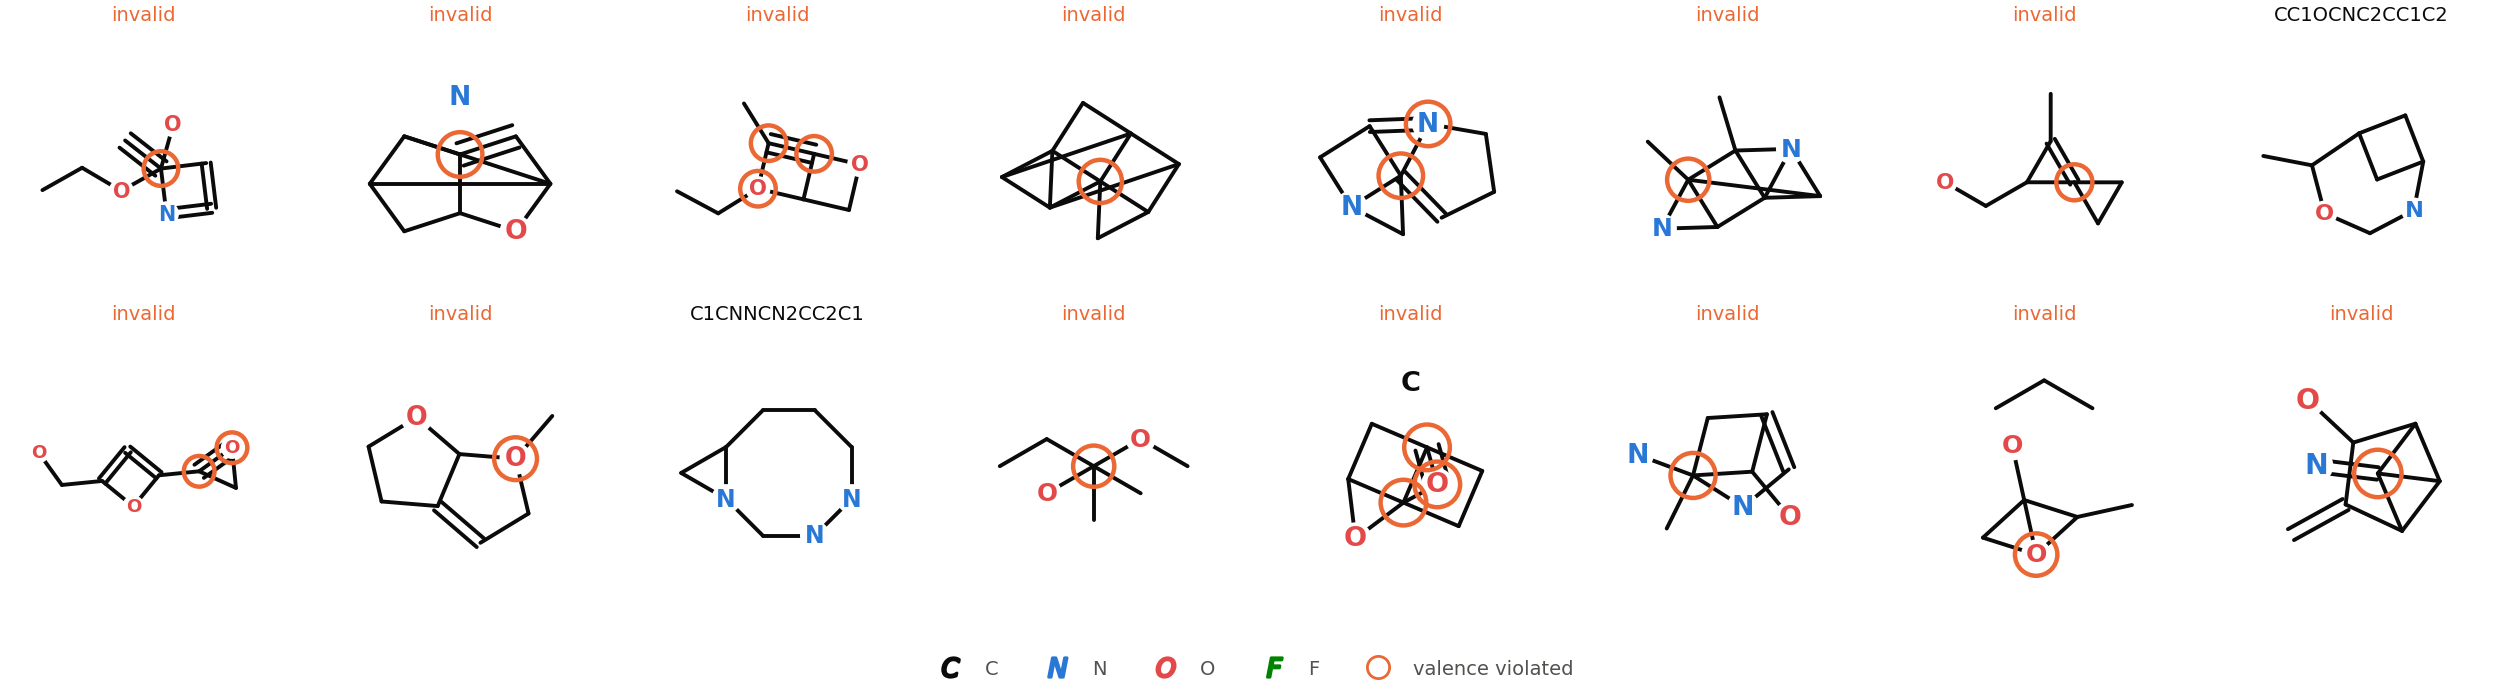 invalid invalid invalid invalid invalid invalid invalid CC1OCNC2CC1C2
O N O N O N N N O O N
O N O
invalid invalid C1CNNCN2CC2C1 invalid invalid invalid invalid invalid
O O O O O O N N N O O C O O N N O O O O N
C C N N O O F F valence violated